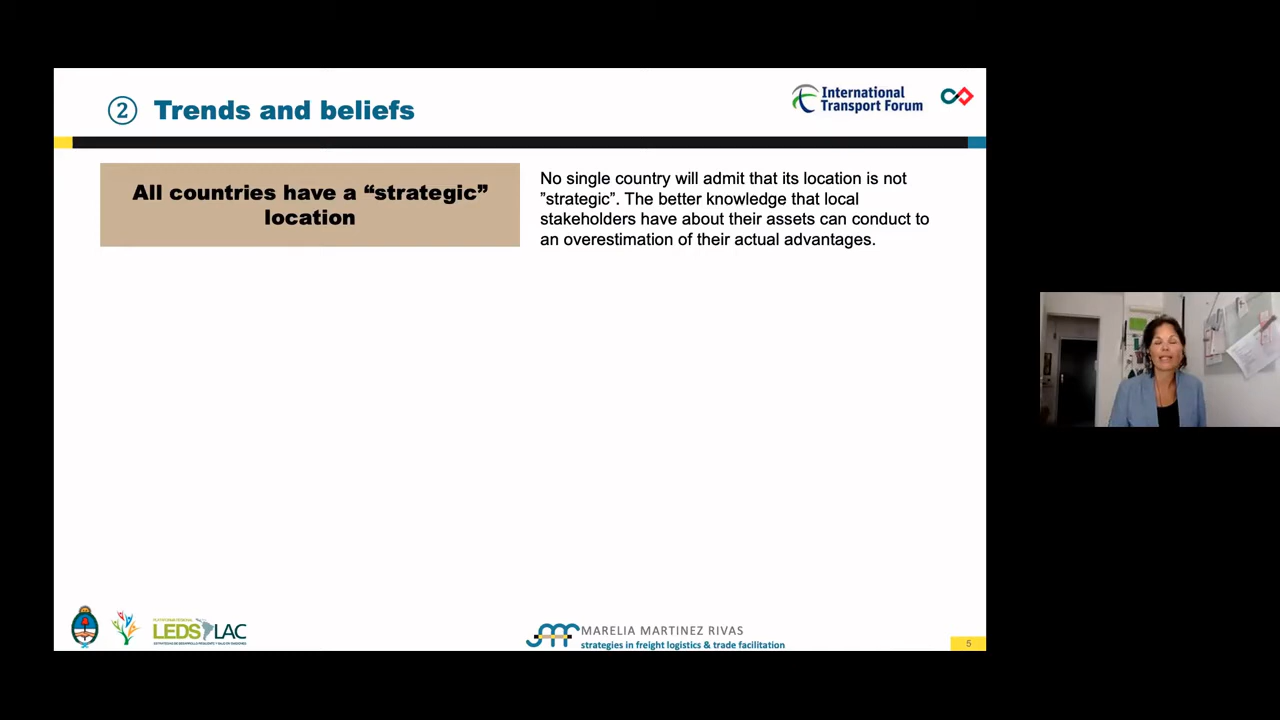 ② Trends and beliefs
International
Transport Forum
All countries have a “strategic”
location
No single country will admit that its location is not
”strategic”. The better knowledge that local
stakeholders have about their assets can conduct to
an overestimation of their actual advantages.
LEDS LAC
MARELIA MARTINEZ RIVAS
strategies in freight logistics & trade facilitation
5